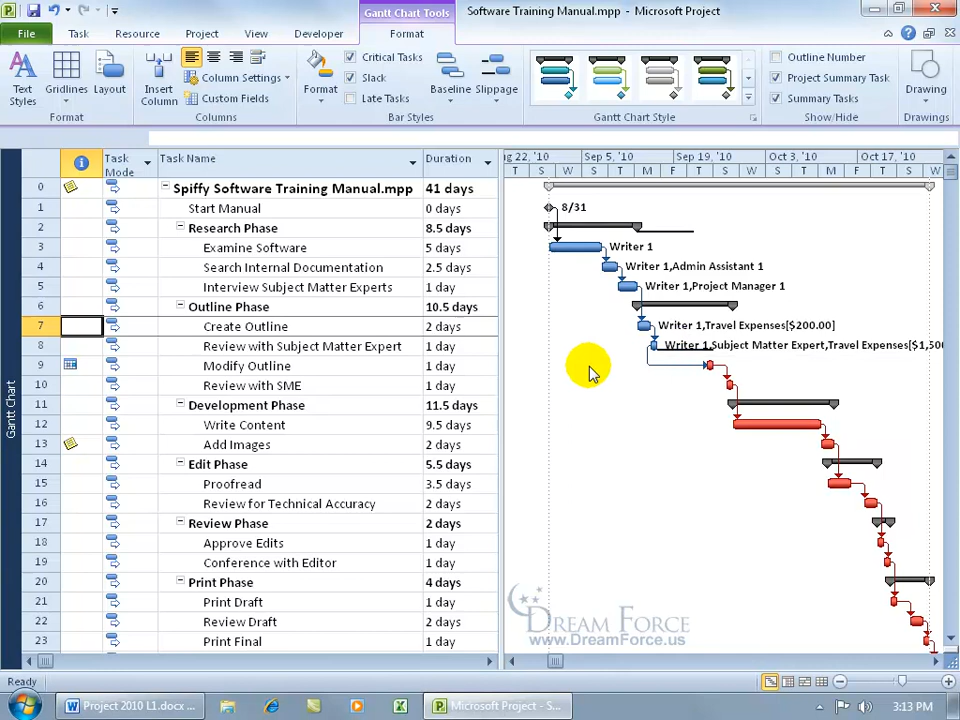 Gantt Chart Tools
Software Training Manual.mpp - Microsoft Project
File Task Resource Project View Developer Format
Text Styles
Gridlines
Layout
Format
Insert Column
Column Settings
Custom Fields
Columns
Format
Critical Tasks
Slack
Late Tasks
Baseline
Slippage
Bar Styles
Gantt Chart Style
Outline Number
Project Summary Task
Summary Tasks
Show/Hide
Drawing
Drawings
Task Mode Task Name Duration
ug 22, '10 Sep 5, '10 Sep 19, '10 Oct 3, '10 Oct 17, '10
T S W S T M F T S W
0 Spiffy Software Training Manual.mpp 41 days
1 Start Manual 0 days 8/31
2 Research Phase 8.5 days
3 Examine Software 5 days Writer 1
4 Search Internal Documentation 2.5 days Writer 1,Admin Assistant 1
5 Interview Subject Matter Experts 1 day Writer 1,Project Manager 1
6 Outline Phase 10.5 days
7 Create Outline 2 days Writer 1,Travel Expenses[$200.00]
8 Review with Subject Matter Expert 1 day Writer 1,Subject Matter Expert,Travel Expenses[$1,500
9 Modify Outline 1 day
10 Review with SME 1 day
11 Development Phase 11.5 days
12 Write Content 9.5 days
13 Add Images 2 days
14 Edit Phase 5.5 days
15 Proofread 3.5 days
16 Review for Technical Accuracy 2 days
17 Review Phase 2 days
18 Approve Edits 1 day
19 Conference with Editor 1 day
20 Print Phase 4 days
21 Print Draft 1 day
22 Review Draft 2 days
23 Print Final 1 day
Gantt Chart
DREAM FORCE
www.DreamForce.us
Ready
Project 2010 L1.docx ...
Microsoft Project - S...
3:13 PM